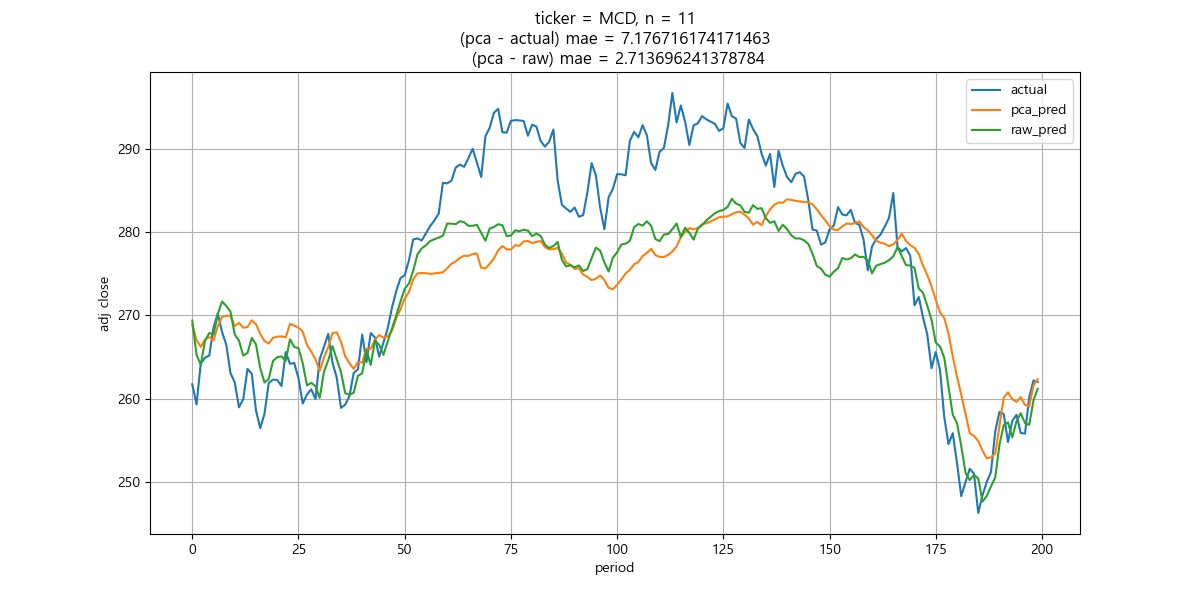 ticker = MCD, n = 11
(pca - actual) mae = 7.176716174171463
(pca - raw) mae = 2.713696241378784
actual
pca_pred
raw_pred
290
280
270
260
250
adj close
0 25 50 75 100 125 150 175 200
period